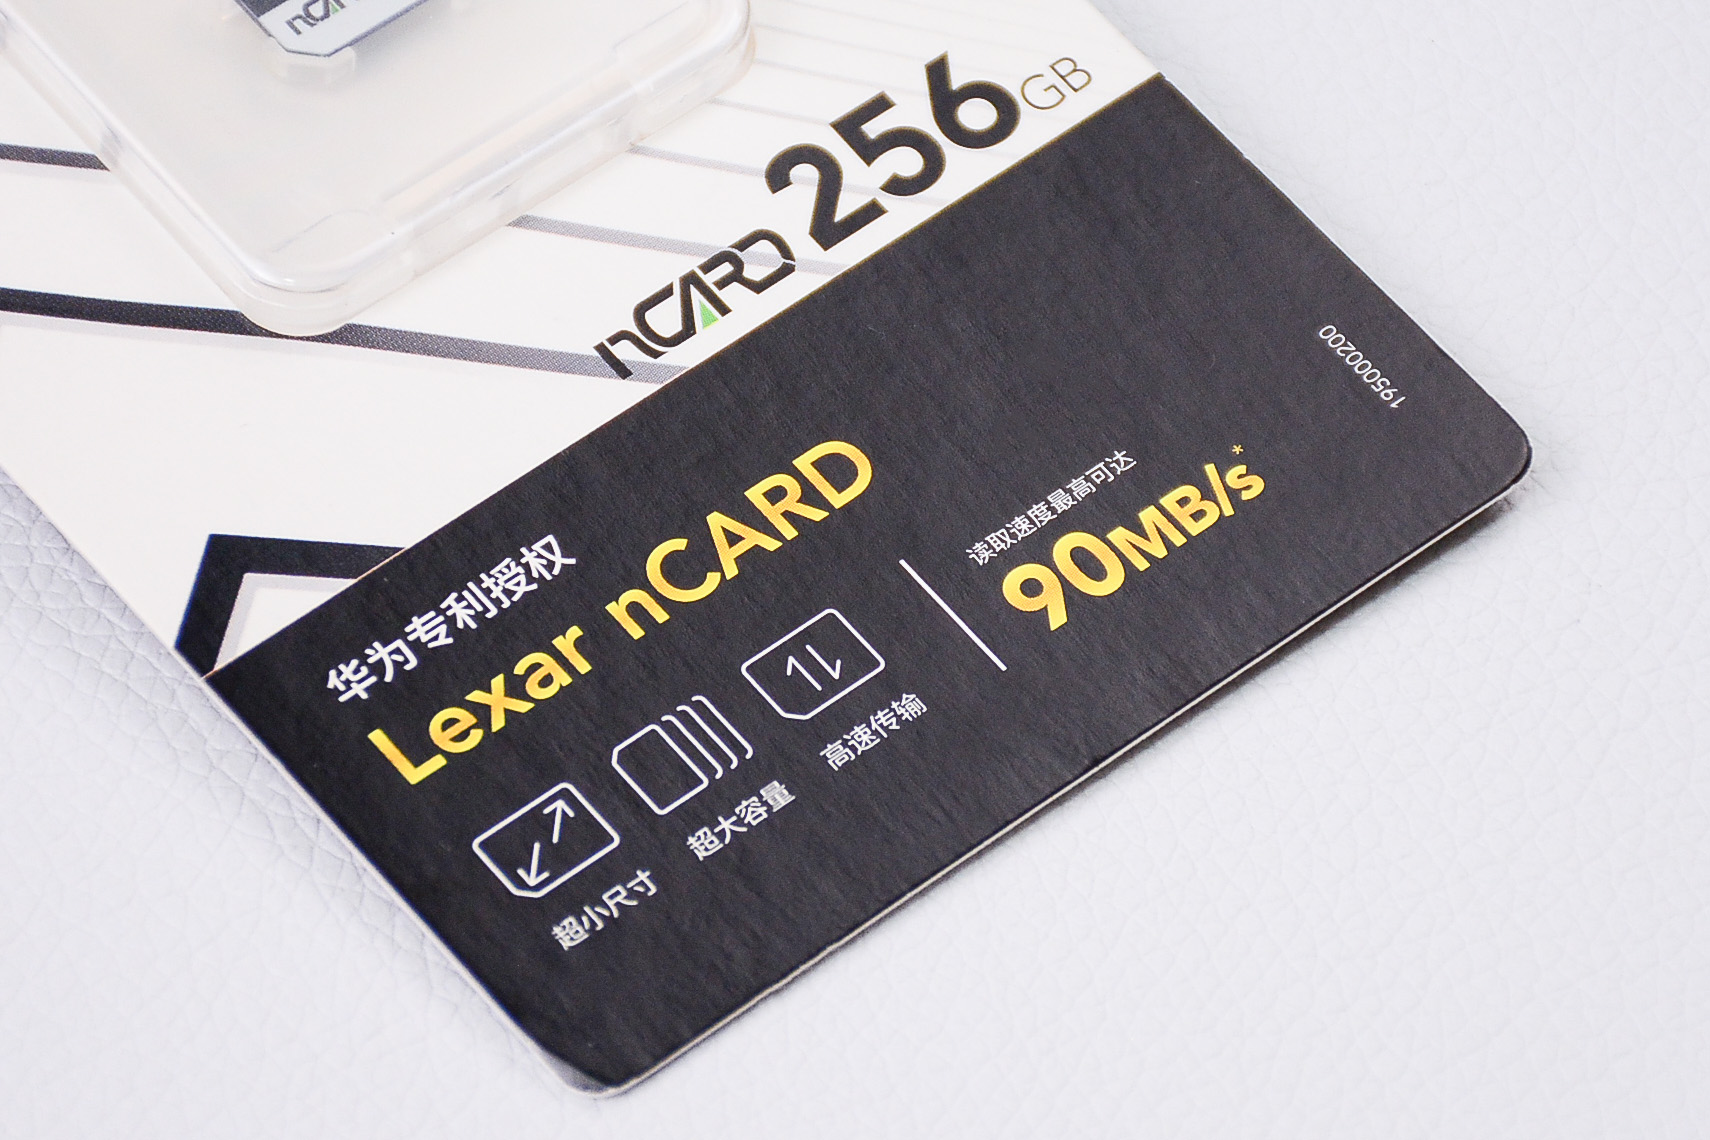 nCARD 256GB
华为专利授权
Lexar nCARD
超小尺寸
超大容量
高速传输
读取速度最高可达
90MB/s*
195000200